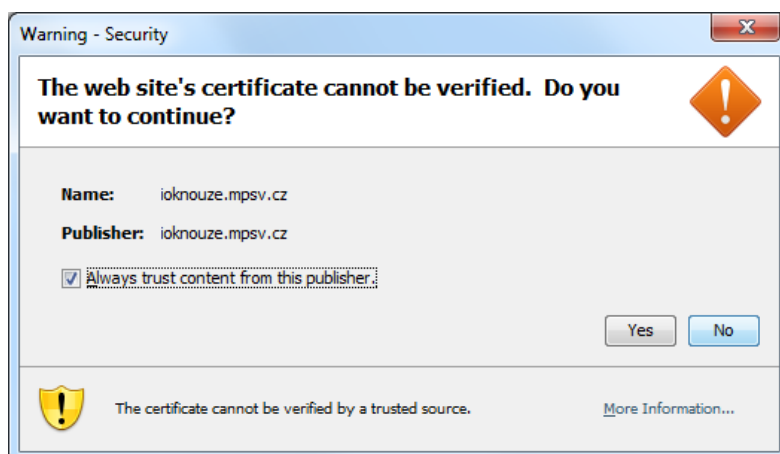 Warning - Security
The web site's certificate cannot be verified. Do you
want to continue?
Name: ioknouze.mpsv.cz
Publisher: ioknouze.mpsv.cz
Always trust content from this publisher.
Yes No
The certificate cannot be verified by a trusted source. More Information...